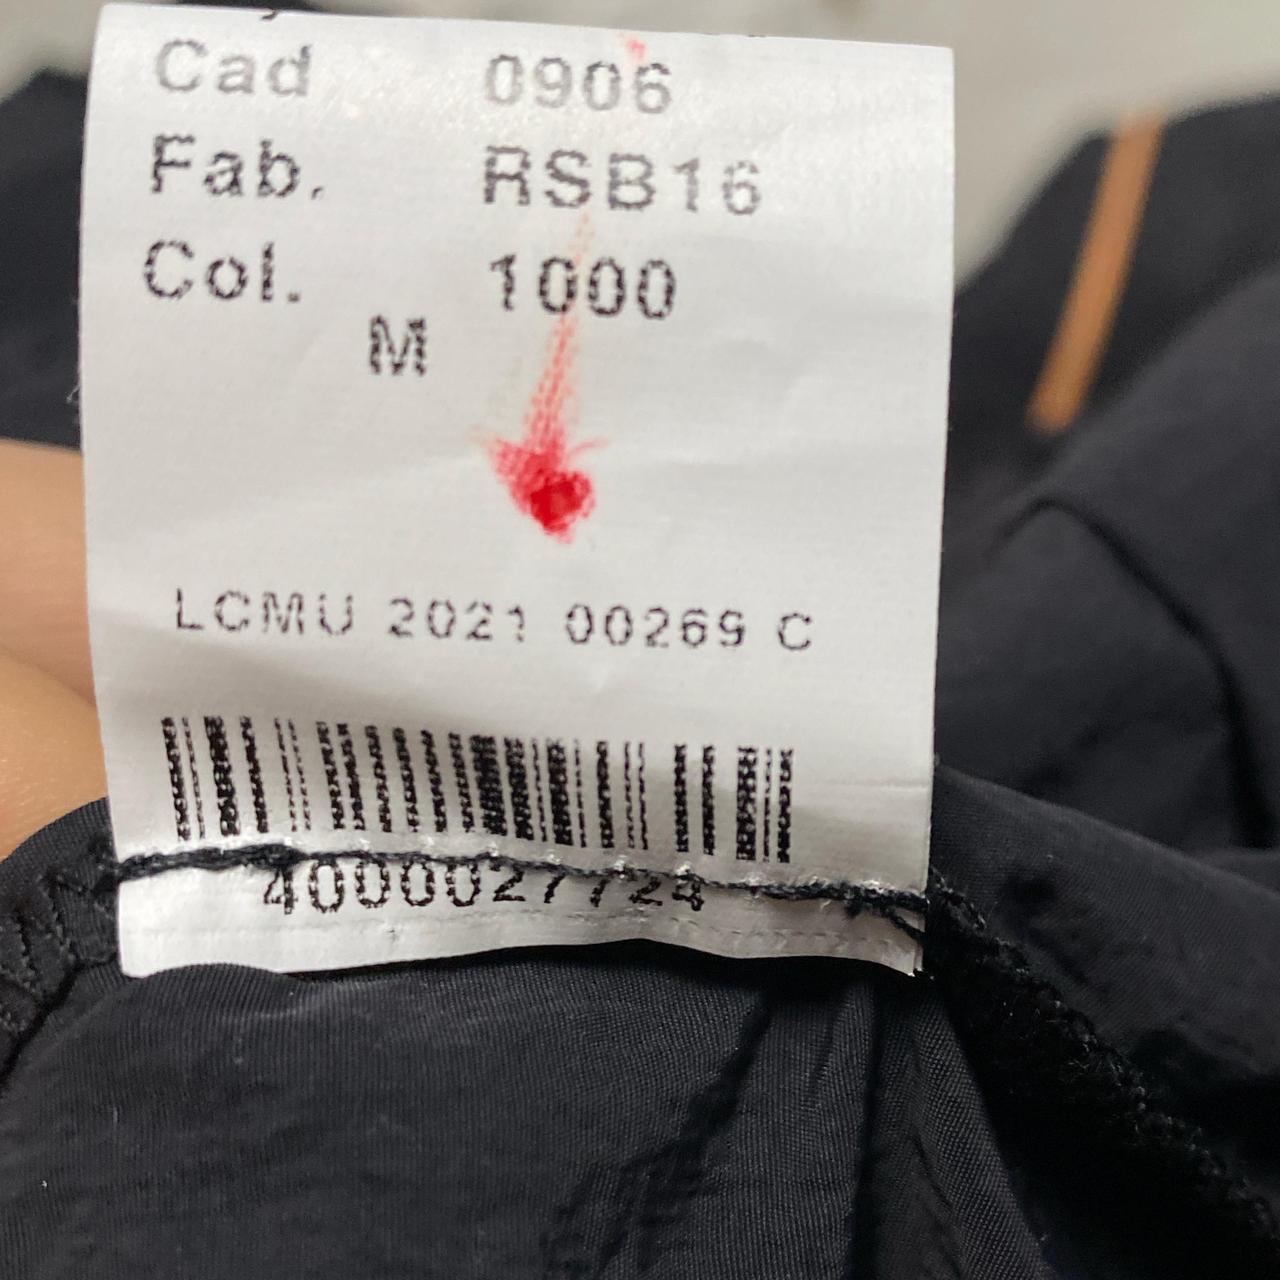 Cad 0906
Fab. RSB16
Col. 1000
M
LCMU 2021 00269 C
4000027724